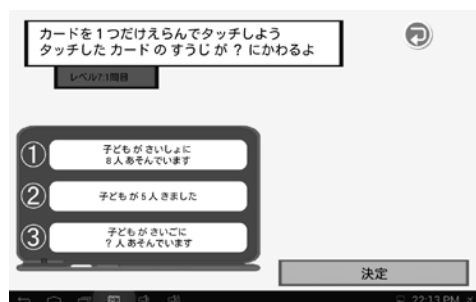 カードを1つだけえらんでタッチしよう
タッチした カード の すうじ が ? にかわるよ
レベル7:1問目
① 子ども が さいしょに
8人 あそんでいます
② 子ども が 5人 きました
③ 子ども が さいごに
? 人 あそんでいます
決定
22:13 PM